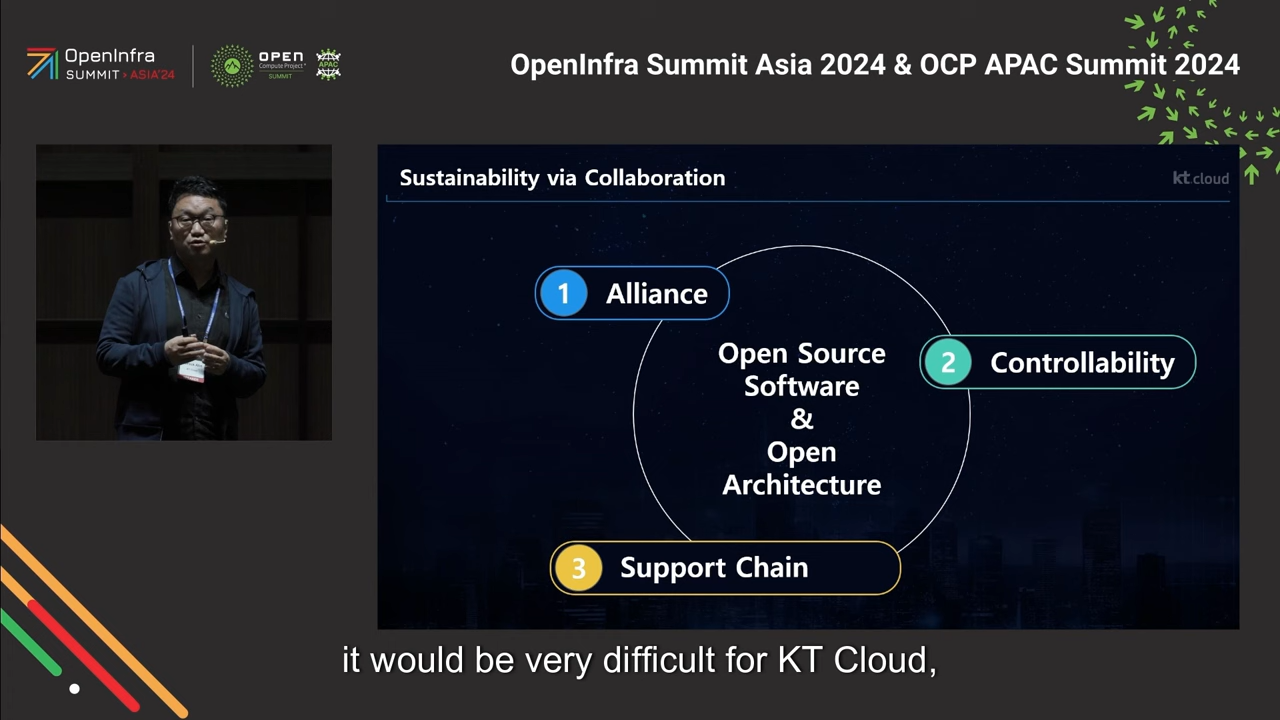 OpenInfra
SUMMIT > ASIA'24
OPEN
Compute Project®
SUMMIT
APAC
OpenInfra Summit Asia 2024 & OCP APAC Summit 2024
Sustainability via Collaboration
kt cloud
1 Alliance
2 Controllability
Open Source
Software
&
Open
Architecture
3 Support Chain
it would be very difficult for KT Cloud,